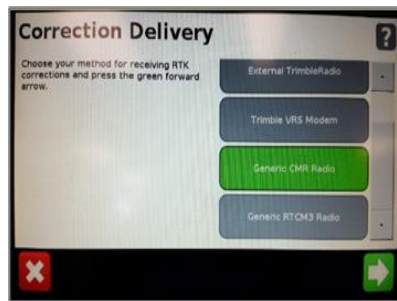 Correction Delivery
?
Choose your method for receiving RTK
corrections and press the green forward
arrow.
External TrimbleRadio
Trimble VRS Modem
Generic CMR Radio
Generic RTCM3 Radio